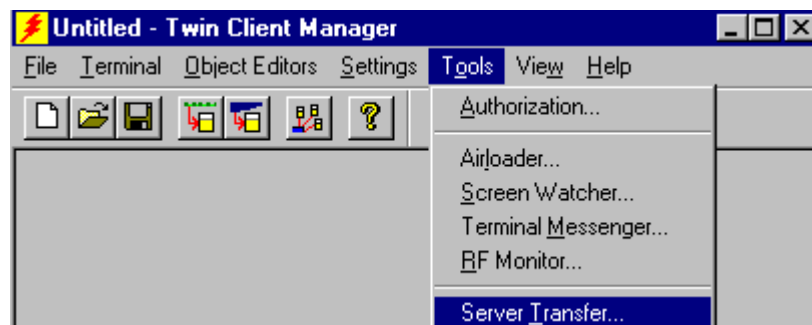 Untitled - Twin Client Manager
File Terminal Object Editors Settings Tools View Help
Authorization...
Airloader...
Screen Watcher...
Terminal Messenger...
RF Monitor...
Server Transfer...